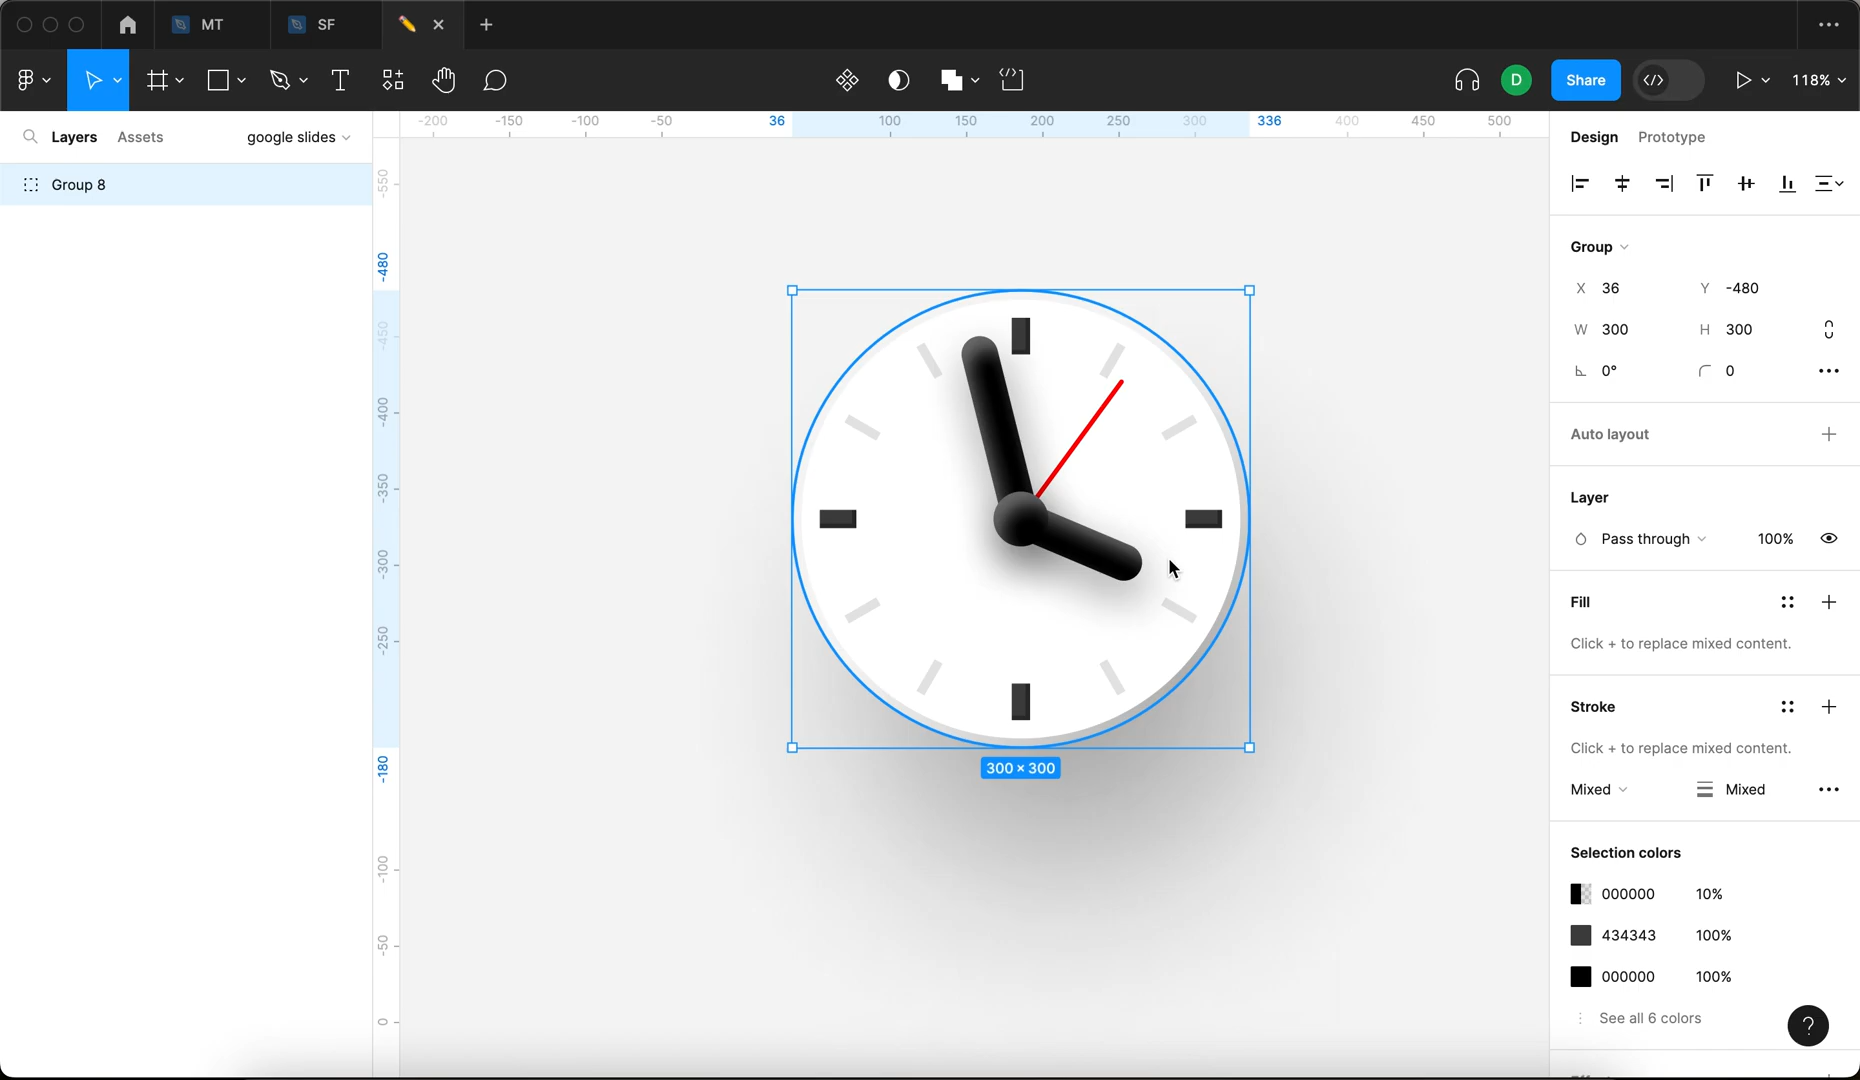 MT
SF
D
Share
118%
Layers
Assets
google slides
Group 8
-200
-150
-100
-50
36
100
150
200
250
300
336
400
450
500
-550
-480
-450
-400
-350
-300
-250
-180
-100
-50
0
300 × 300
Design
Prototype
Group
X 36
Y -480
W 300
H 300
0°
0
Auto layout
Layer
Pass through
100%
Fill
Click + to replace mixed content.
Stroke
Click + to replace mixed content.
Mixed
Mixed
Selection colors
000000 10%
434343 100%
000000 100%
See all 6 colors
?